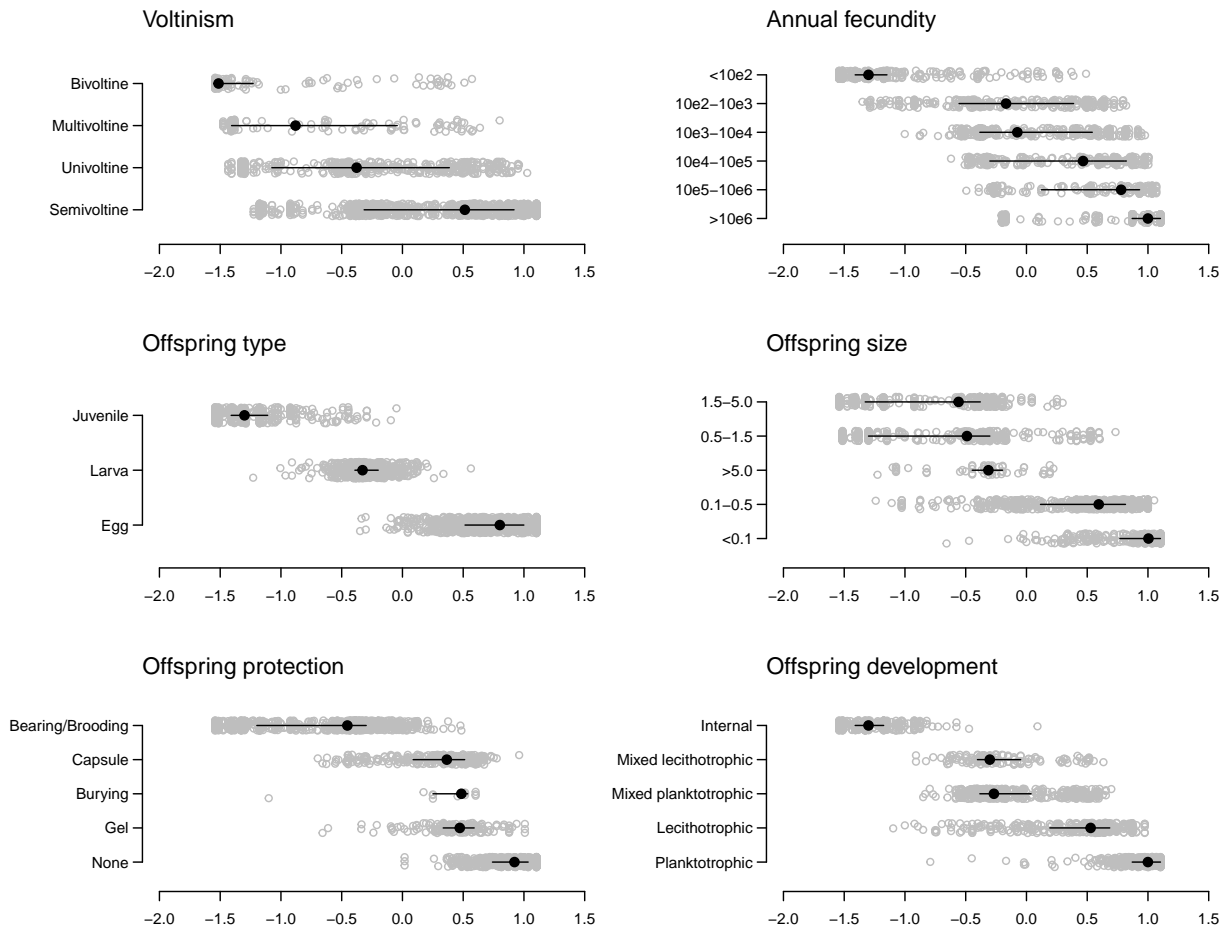 Voltinism
Bivoltine
Multivoltine
Univoltine
Semivoltine
−2.0 −1.5 −1.0 −0.5 0.0 0.5 1.0 1.5
Annual fecundity
<10e2
10e2−10e3
10e3−10e4
10e4−10e5
10e5−10e6
>10e6
−2.0 −1.5 −1.0 −0.5 0.0 0.5 1.0 1.5
Offspring type
Juvenile
Larva
Egg
−2.0 −1.5 −1.0 −0.5 0.0 0.5 1.0 1.5
Offspring size
1.5−5.0
0.5−1.5
>5.0
0.1−0.5
<0.1
−2.0 −1.5 −1.0 −0.5 0.0 0.5 1.0 1.5
Offspring protection
Bearing/Brooding
Capsule
Burying
Gel
None
−2.0 −1.5 −1.0 −0.5 0.0 0.5 1.0 1.5
Offspring development
Internal
Mixed lecithotrophic
Mixed planktotrophic
Lecithotrophic
Planktotrophic
−2.0 −1.5 −1.0 −0.5 0.0 0.5 1.0 1.5